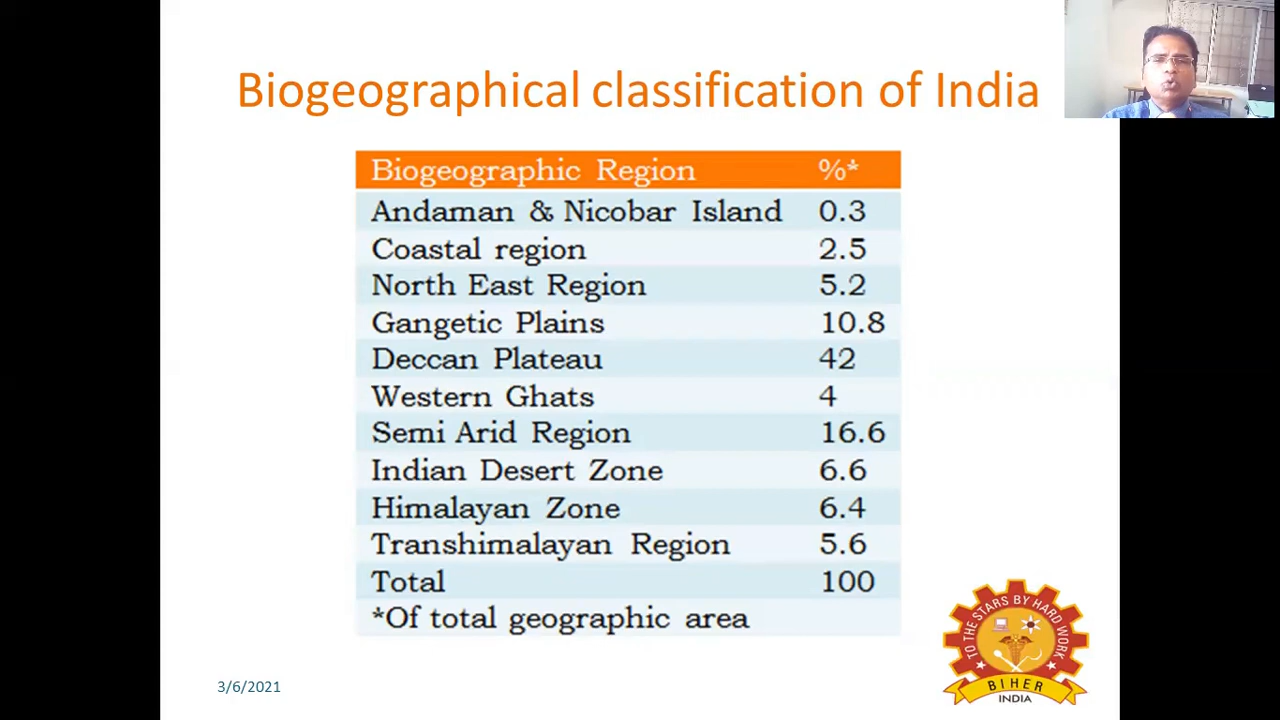 Biogeographical classification of India
Biogeographic Region %*
Andaman & Nicobar Island 0.3
Coastal region 2.5
North East Region 5.2
Gangetic Plains 10.8
Deccan Plateau 42
Western Ghats 4
Semi Arid Region 16.6
Indian Desert Zone 6.6
Himalayan Zone 6.4
Transhimalayan Region 5.6
Total 100
*Of total geographic area
3/6/2021
TO THE STARS BY HARD WORK
BIHER
INDIA